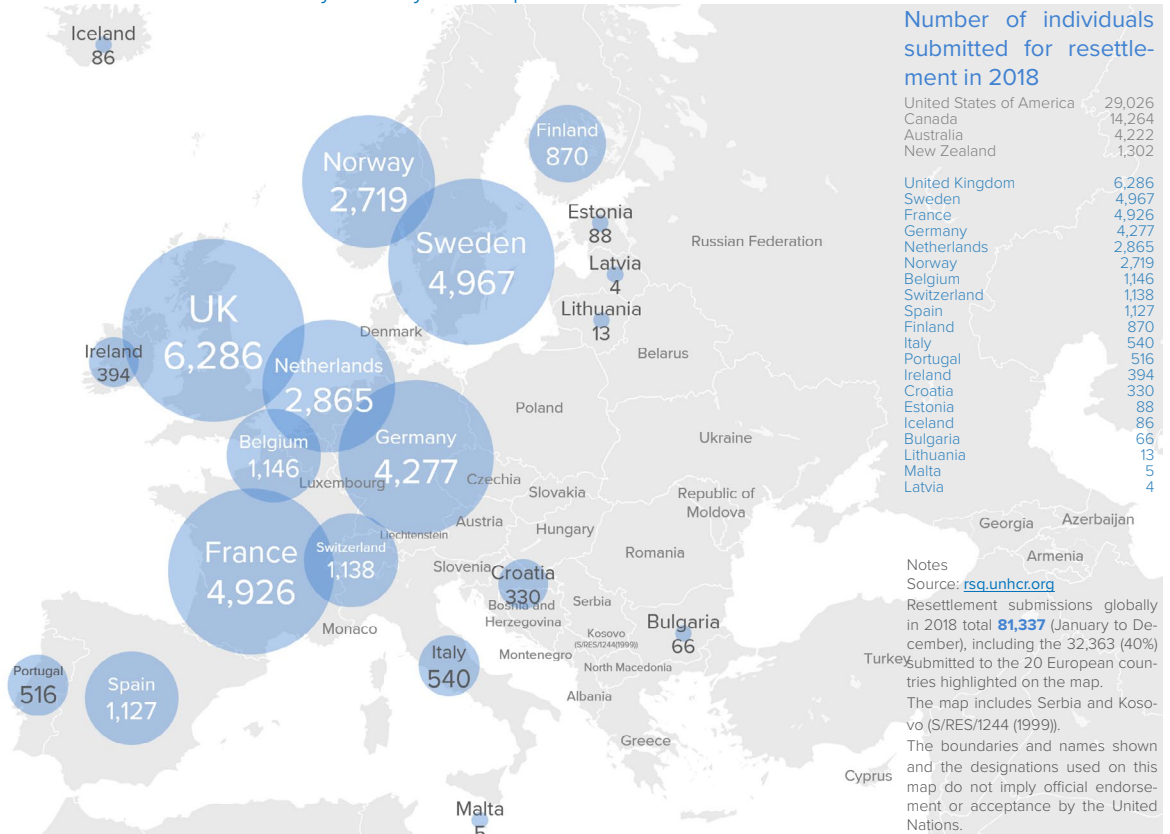 Iceland
86
Norway
2,719
Finland
870
Sweden
4,967
Estonia
88
Latvia
4
Lithuania
13
Russian Federation
UK
6,286
Ireland
394
Denmark
Netherlands
2,865
Belarus
Poland
Belgium
1,146
Germany
4,277
Ukraine
Luxembourg
Czechia
Slovakia
Republic of
Moldova
Austria
Hungary
Liechtenstein
France
4,926
Switzerland
1,138
Romania
Slovenia
Croatia
330
Bosnia and
Herzegovina
Serbia
Monaco
Kosovo
(S/RES/1244(1999))
Bulgaria
66
Montenegro
North Macedonia
Italy
540
Portugal
516
Spain
1,127
Albania
Greece
Turkey
Cyprus
Malta
5
Georgia
Azerbaijan
Armenia
Number of individuals
submitted for resettle-
ment in 2018
United States of America 29,026
Canada 14,264
Australia 4,222
New Zealand 1,302
United Kingdom 6,286
Sweden 4,967
France 4,926
Germany 4,277
Netherlands 2,865
Norway 2,719
Belgium 1,146
Switzerland 1,138
Spain 1,127
Finland 870
Italy 540
Portugal 516
Ireland 394
Croatia 330
Estonia 88
Iceland 86
Bulgaria 66
Lithuania 13
Malta 5
Latvia 4
Notes
Source: rsq.unhcr.org
Resettlement submissions globally
in 2018 total 81,337 (January to De-
cember), including the 32,363 (40%)
submitted to the 20 European coun-
tries highlighted on the map.
The map includes Serbia and Koso-
vo (S/RES/1244 (1999)).
The boundaries and names shown
and the designations used on this
map do not imply official endorse-
ment or acceptance by the United
Nations.